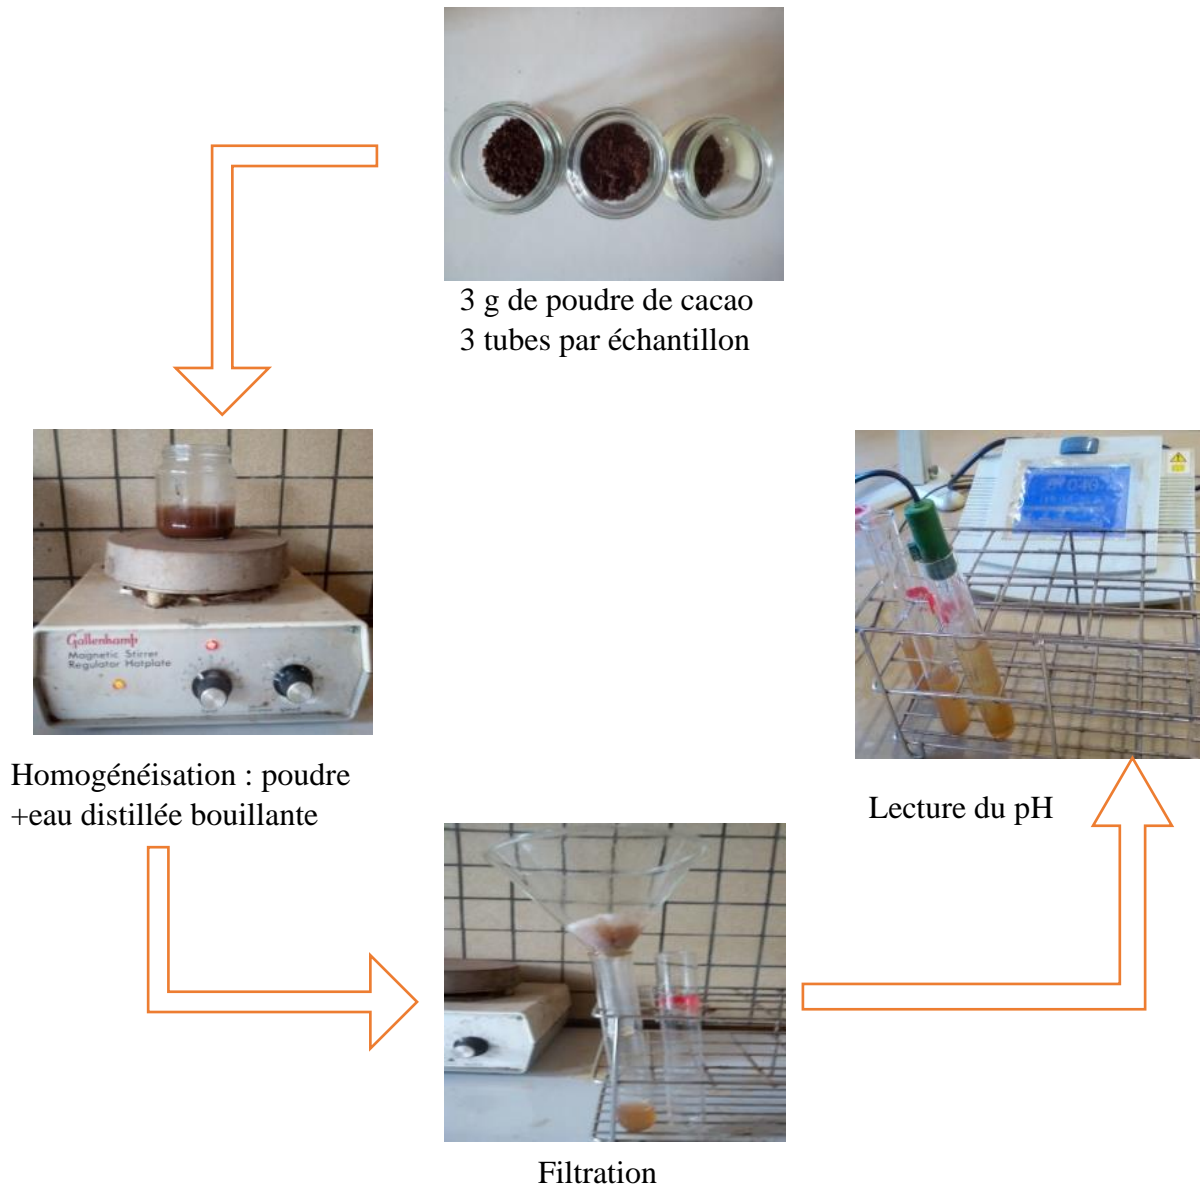 3 g de poudre de cacao
3 tubes par échantillon
Gallenkamp
Magnetic Stirrer
Regulator Hotplate
Homogénéisation : poudre
+eau distillée bouillante
Lecture du pH
Filtration